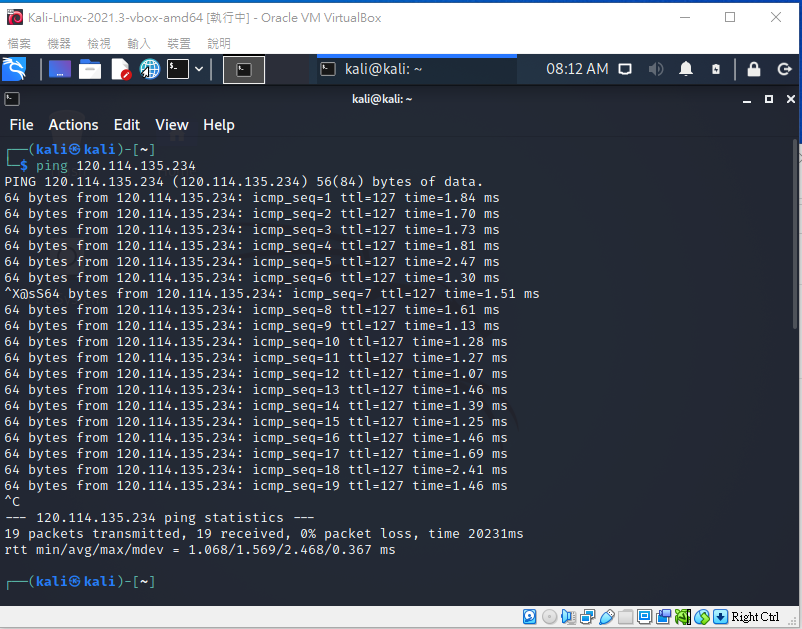 Kali-Linux-2021.3-vbox-amd64 [執行中] - Oracle VM VirtualBox
檔案 機器 檢視 輸入 裝置 說明
kali@kali: ~ 08:12 AM
kali@kali: ~
File Actions Edit View Help
┌──(kali㉿kali)-[~]
└─$ ping 120.114.135.234
PING 120.114.135.234 (120.114.135.234) 56(84) bytes of data.
64 bytes from 120.114.135.234: icmp_seq=1 ttl=127 time=1.84 ms
64 bytes from 120.114.135.234: icmp_seq=2 ttl=127 time=1.70 ms
64 bytes from 120.114.135.234: icmp_seq=3 ttl=127 time=1.73 ms
64 bytes from 120.114.135.234: icmp_seq=4 ttl=127 time=1.81 ms
64 bytes from 120.114.135.234: icmp_seq=5 ttl=127 time=2.47 ms
64 bytes from 120.114.135.234: icmp_seq=6 ttl=127 time=1.30 ms
^X@sS64 bytes from 120.114.135.234: icmp_seq=7 ttl=127 time=1.51 ms
64 bytes from 120.114.135.234: icmp_seq=8 ttl=127 time=1.61 ms
64 bytes from 120.114.135.234: icmp_seq=9 ttl=127 time=1.13 ms
64 bytes from 120.114.135.234: icmp_seq=10 ttl=127 time=1.28 ms
64 bytes from 120.114.135.234: icmp_seq=11 ttl=127 time=1.27 ms
64 bytes from 120.114.135.234: icmp_seq=12 ttl=127 time=1.07 ms
64 bytes from 120.114.135.234: icmp_seq=13 ttl=127 time=1.46 ms
64 bytes from 120.114.135.234: icmp_seq=14 ttl=127 time=1.39 ms
64 bytes from 120.114.135.234: icmp_seq=15 ttl=127 time=1.25 ms
64 bytes from 120.114.135.234: icmp_seq=16 ttl=127 time=1.46 ms
64 bytes from 120.114.135.234: icmp_seq=17 ttl=127 time=1.69 ms
64 bytes from 120.114.135.234: icmp_seq=18 ttl=127 time=2.41 ms
64 bytes from 120.114.135.234: icmp_seq=19 ttl=127 time=1.46 ms
^C
--- 120.114.135.234 ping statistics ---
19 packets transmitted, 19 received, 0% packet loss, time 20231ms
rtt min/avg/max/mdev = 1.068/1.569/2.468/0.367 ms
┌──(kali㉿kali)-[~]
Right Ctrl